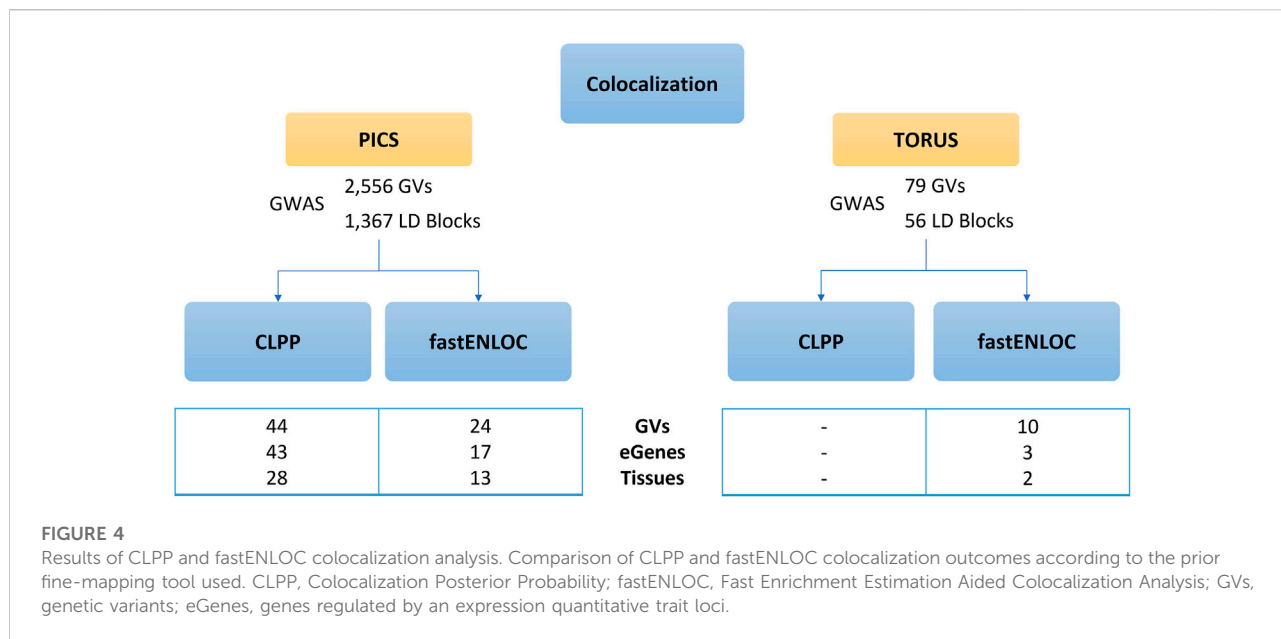 Colocalization
PICS
TORUS
GWAS
2,556 GVs
1,367 LD Blocks
GWAS
79 GVs
56 LD Blocks
CLPP
fastENLOC
CLPP
fastENLOC
44 24 GVs - 10
43 17 eGenes - 3
28 13 Tissues - 2
FIGURE 4
Results of CLPP and fastENLOC colocalization analysis. Comparison of CLPP and fastENLOC colocalization outcomes according to the prior
fine-mapping tool used. CLPP, Colocalization Posterior Probability; fastENLOC, Fast Enrichment Estimation Aided Colocalization Analysis; GVs,
genetic variants; eGenes, genes regulated by an expression quantitative trait loci.